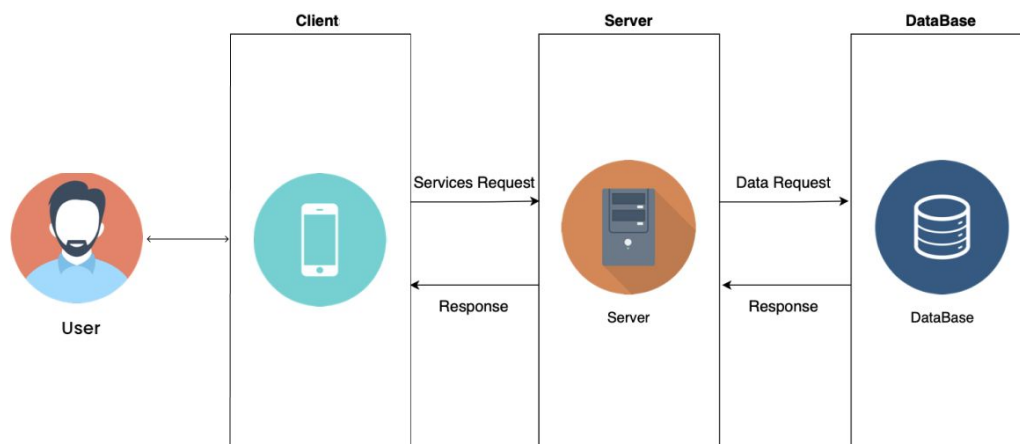 Client
Server
DataBase
Services Request
Data Request
Response
Response
User
Server
DataBase